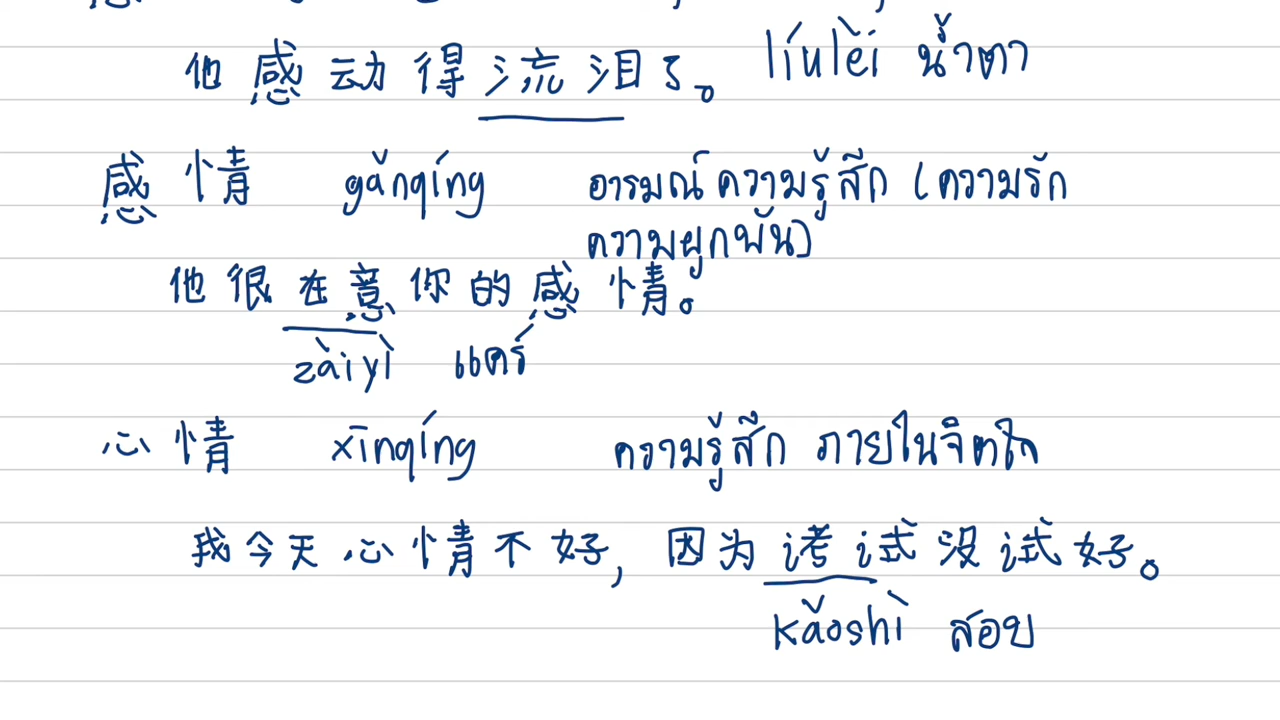 他感动得流泪了。 líulèi น้ำตา
感情 gǎnqíng อารมณ์ความรู้สึก (ความรัก
ความผูกพัน)
他很在意你的感情。
zàiyì แคร์
心情 xīnqíng ความรู้สึก ภายในจิตใจ
我今天心情不好, 因为考试没试好。
kǎoshì สอบ